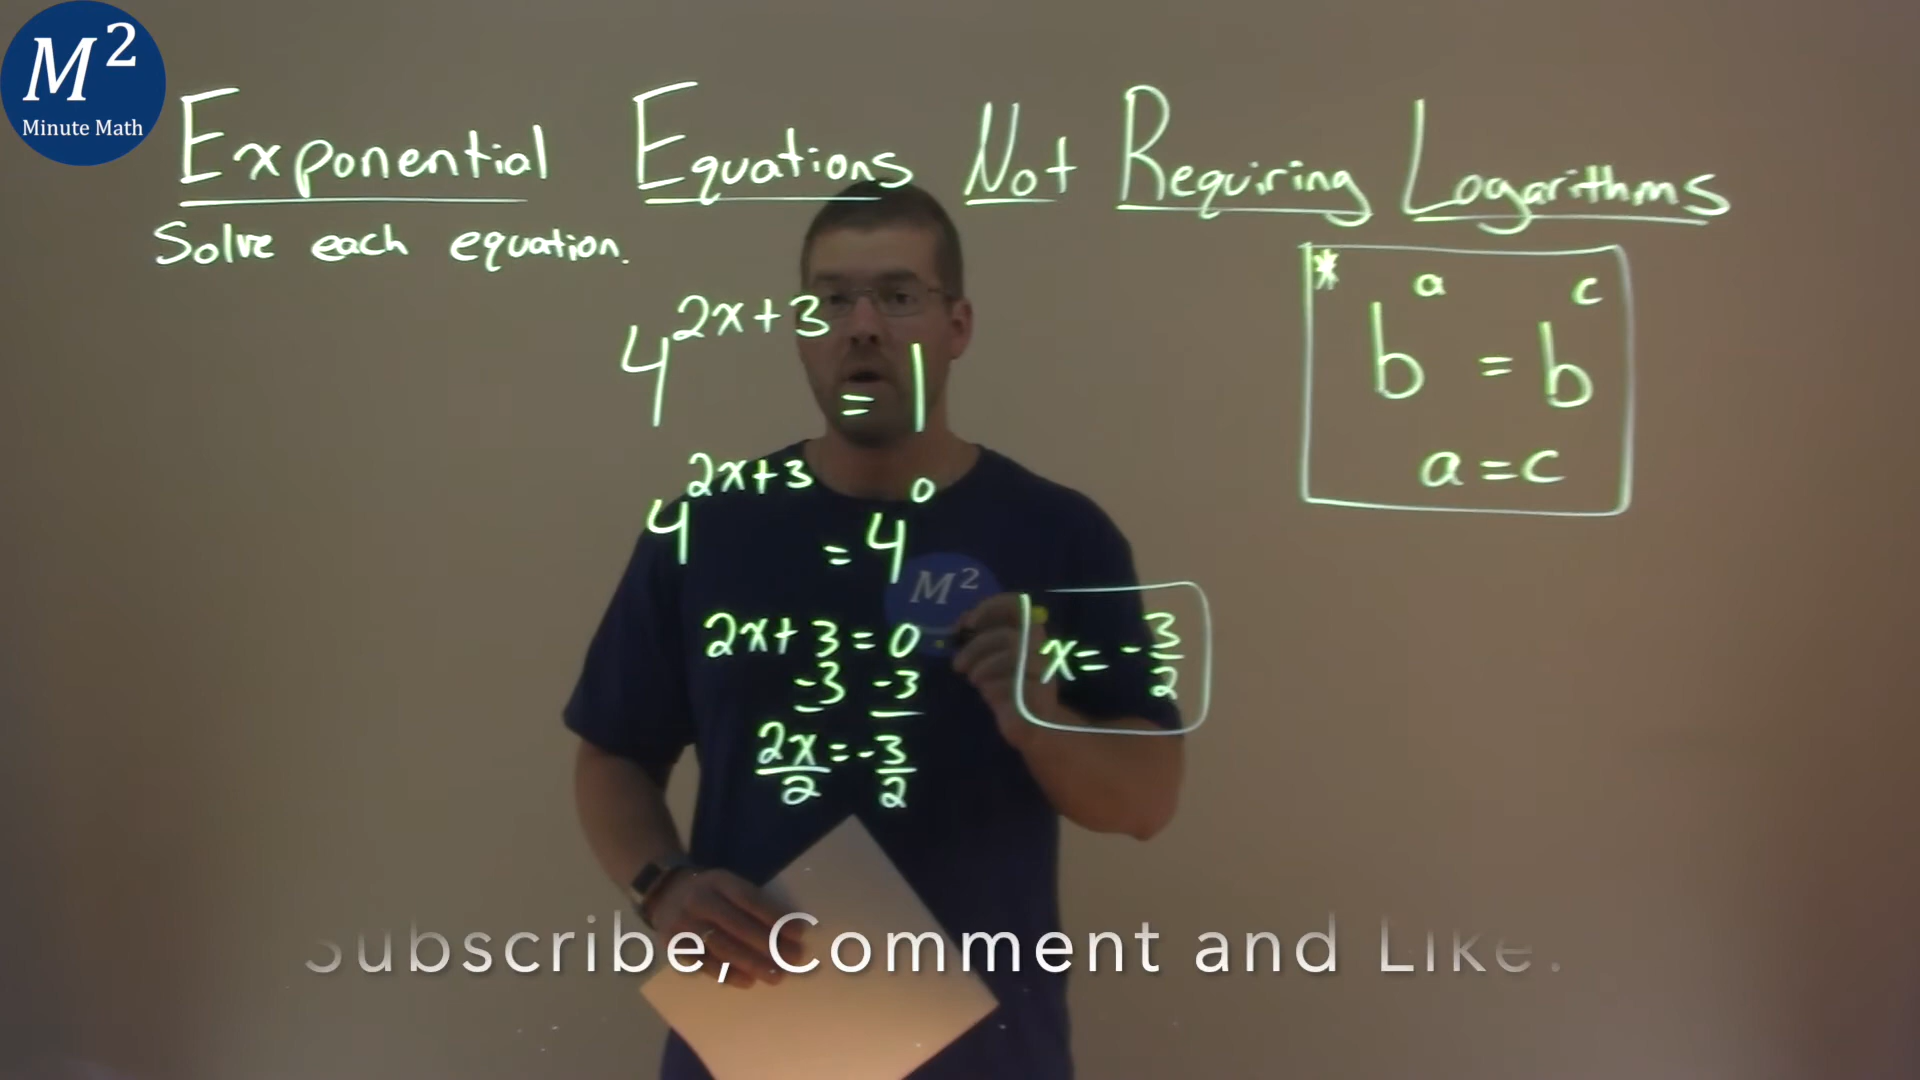 M²
Minute Math
Exponential Equations Not Requiring Logarithms
Solve each equation.
4^{2x+3} = 1
* b^a = b^c
a = c
4^{2x+3} = 4^0
M²
2x + 3 = 0
-3 -3
2x/2 = -3/2
x = -3/2
Subscribe, Comment and Like.